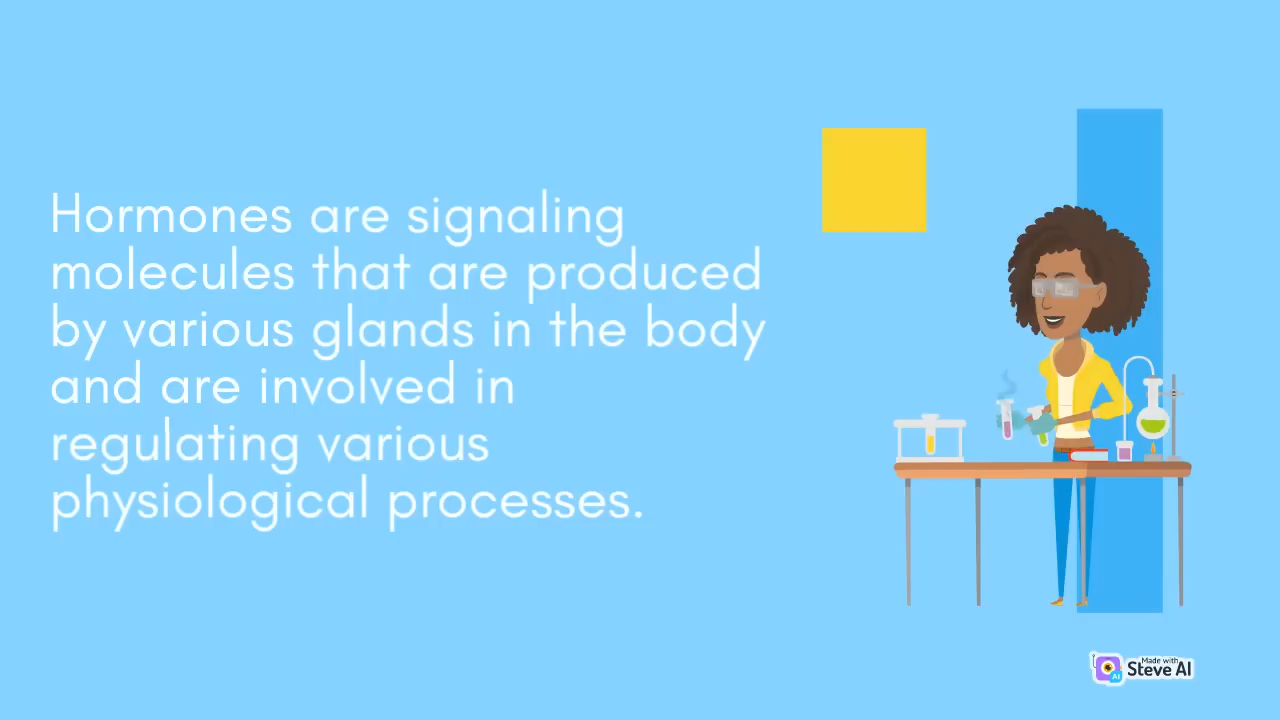 Hormones are signaling
molecules that are produced
by various glands in the body
and are involved in
regulating various
physiological processes.
Made with
Steve AI
AI